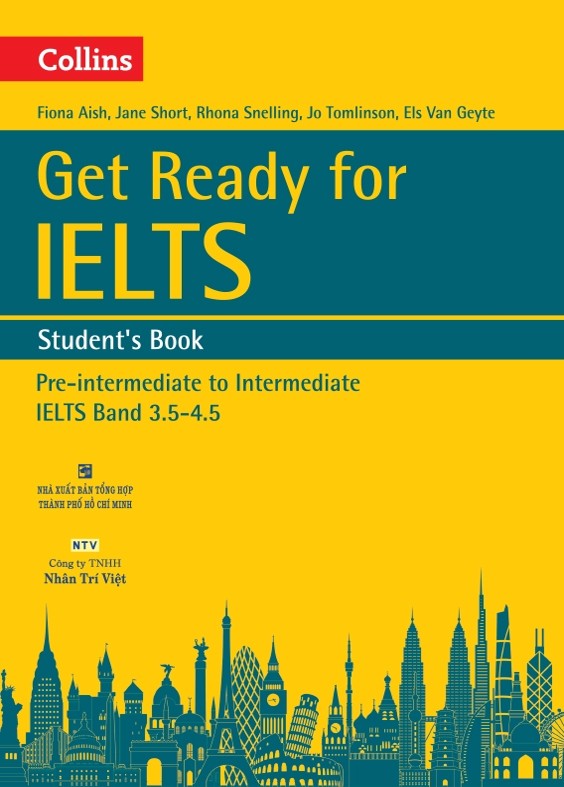 Collins
Fiona Aish, Jane Short, Rhona Snelling, Jo Tomlinson, Els Van Geyte
Get Ready for
IELTS
Student's Book
Pre-intermediate to Intermediate
IELTS Band 3.5-4.5
NHÀ XUẤT BẢN TỔNG HỢP
THÀNH PHỐ HỒ CHÍ MINH
NTV
Công ty TNHH
Nhân Trí Việt